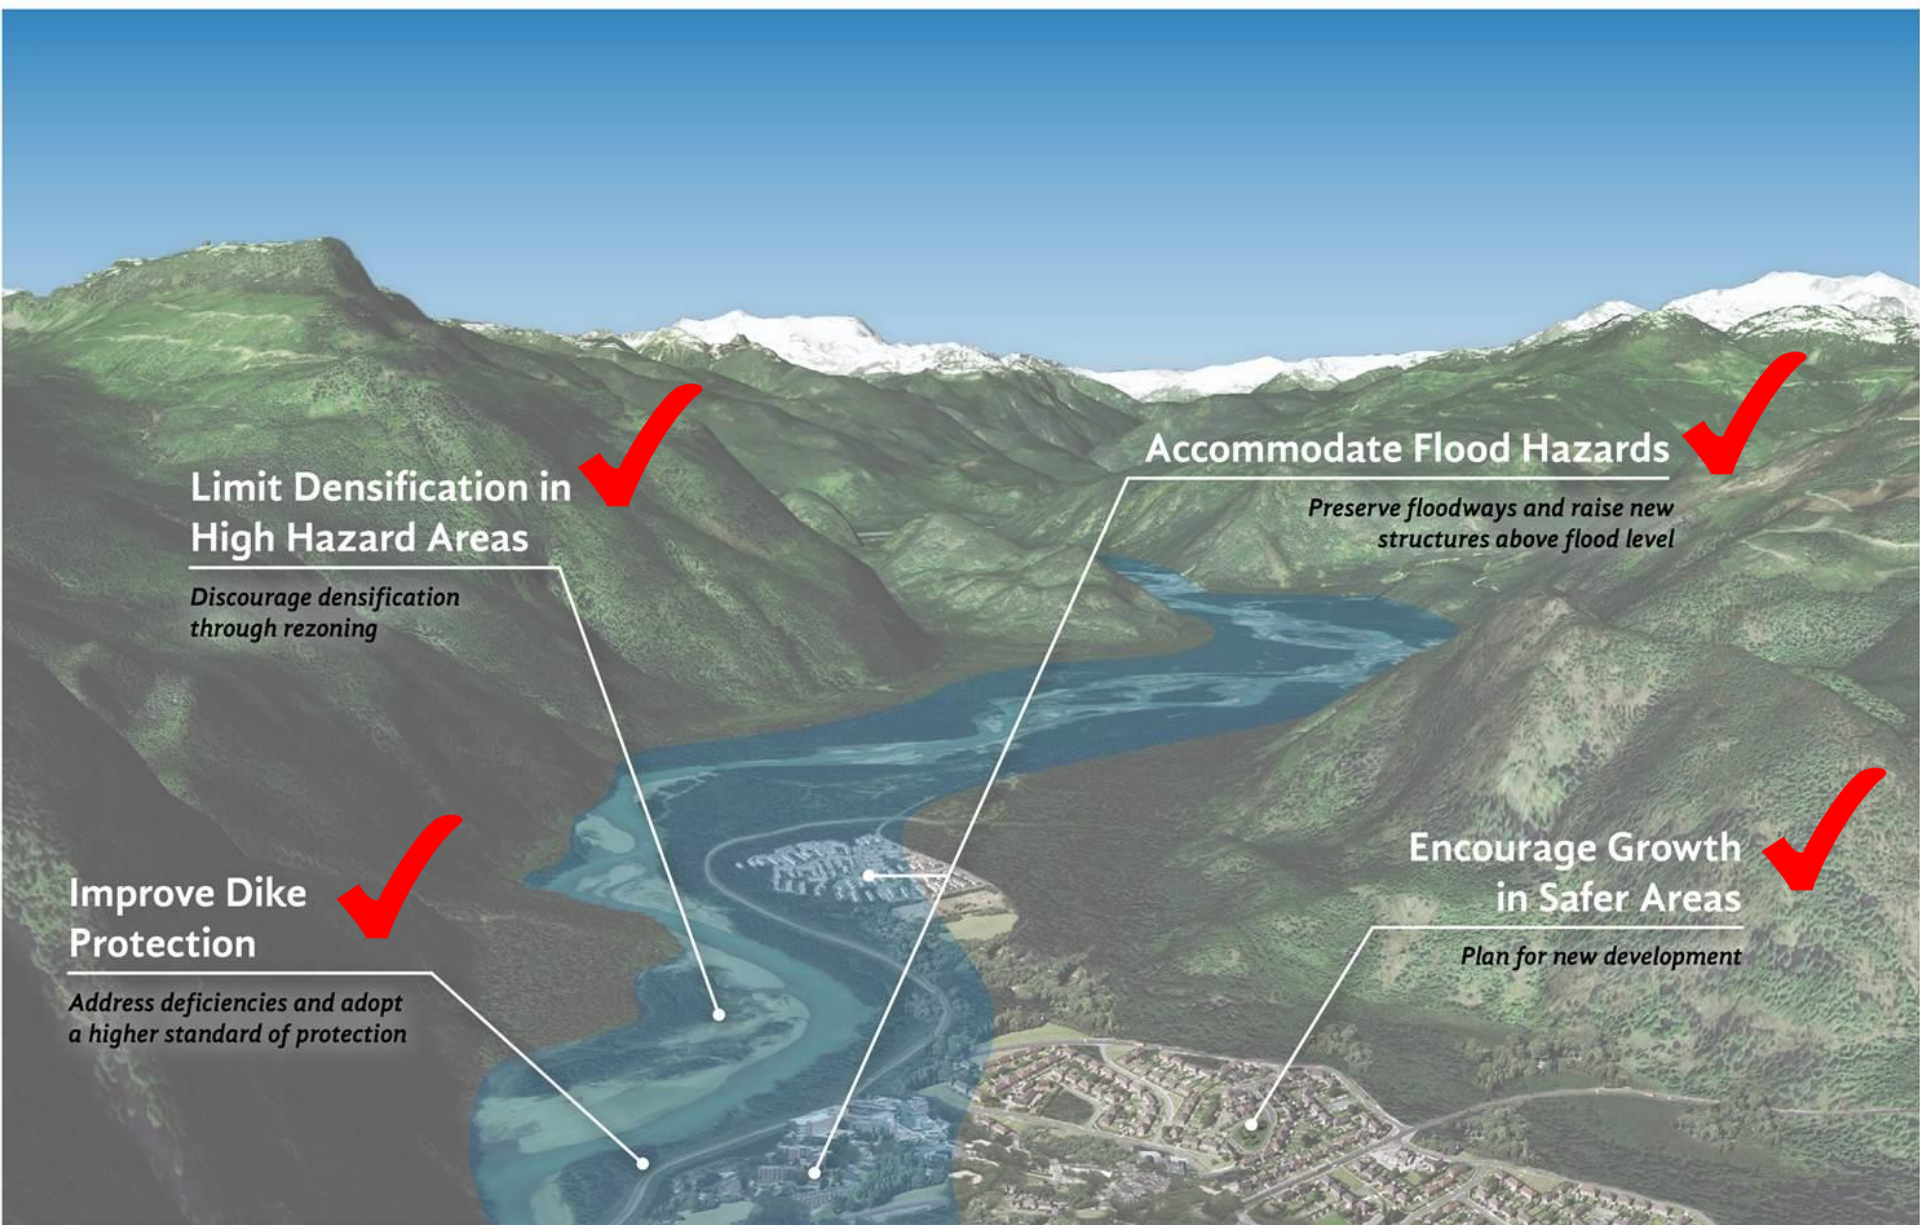 Limit Densification in
High Hazard Areas
Discourage densification
through rezoning
Accommodate Flood Hazards
Preserve floodways and raise new
structures above flood level
Improve Dike
Protection
Address deficiencies and adopt
a higher standard of protection
Encourage Growth
in Safer Areas
Plan for new development